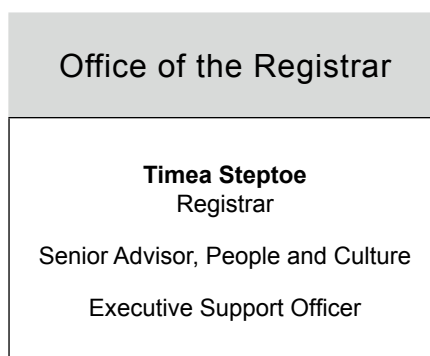 Office of the Registrar
Timea Steptoe
Registrar
Senior Advisor, People and Culture
Executive Support Officer